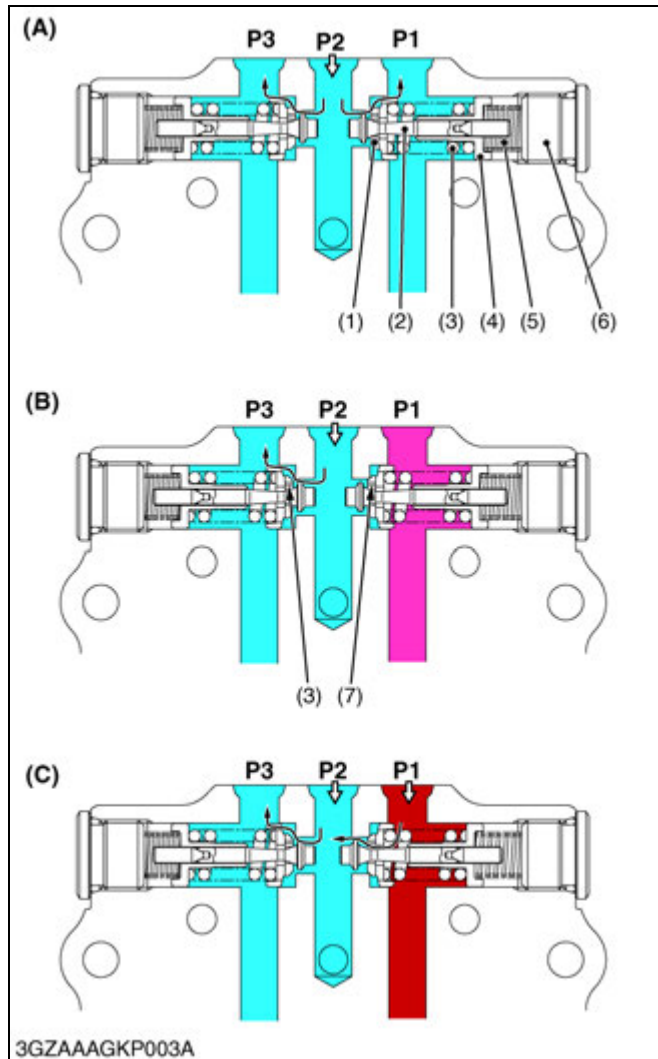 (A)
P3 P2 P1
(1) (2) (3) (4) (5) (6)
(B)
P3 P2 P1
(3) (7)
(C)
P3 P2 P1
3GZAAAGKP003A